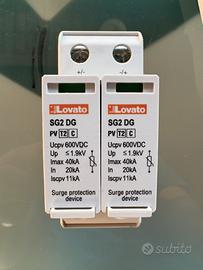 +/-
-/+
Lovato
SG2 DG
PV T2 C
Ucpv 600VDC
Up ≤ 1.9kV
Imax 40kA
In 20kA
Iscpv 11kA
Surge protection
device
Lovato
SG2 DG
PV T2 C
Ucpv 600VDC
Up ≤ 1.9kV
Imax 40kA
In 20kA
Iscpv 11kA
Surge protection
device
subito